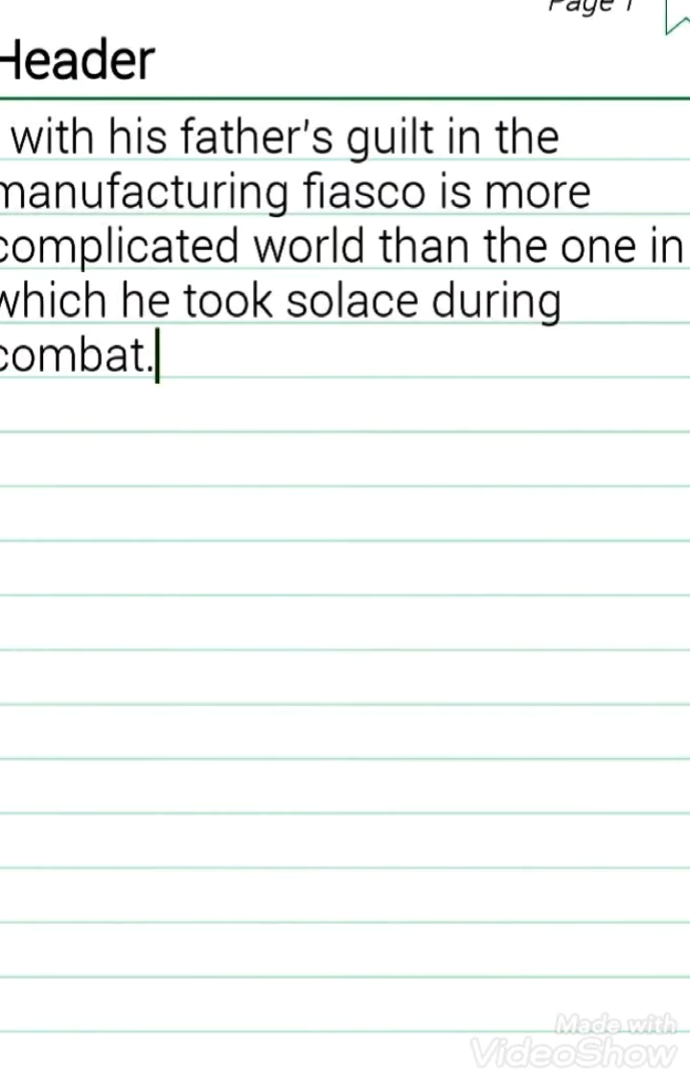 Page 1
Header
with his father's guilt in the
manufacturing fiasco is more
complicated world than the one in
which he took solace during
combat.
Made with
VideoShow